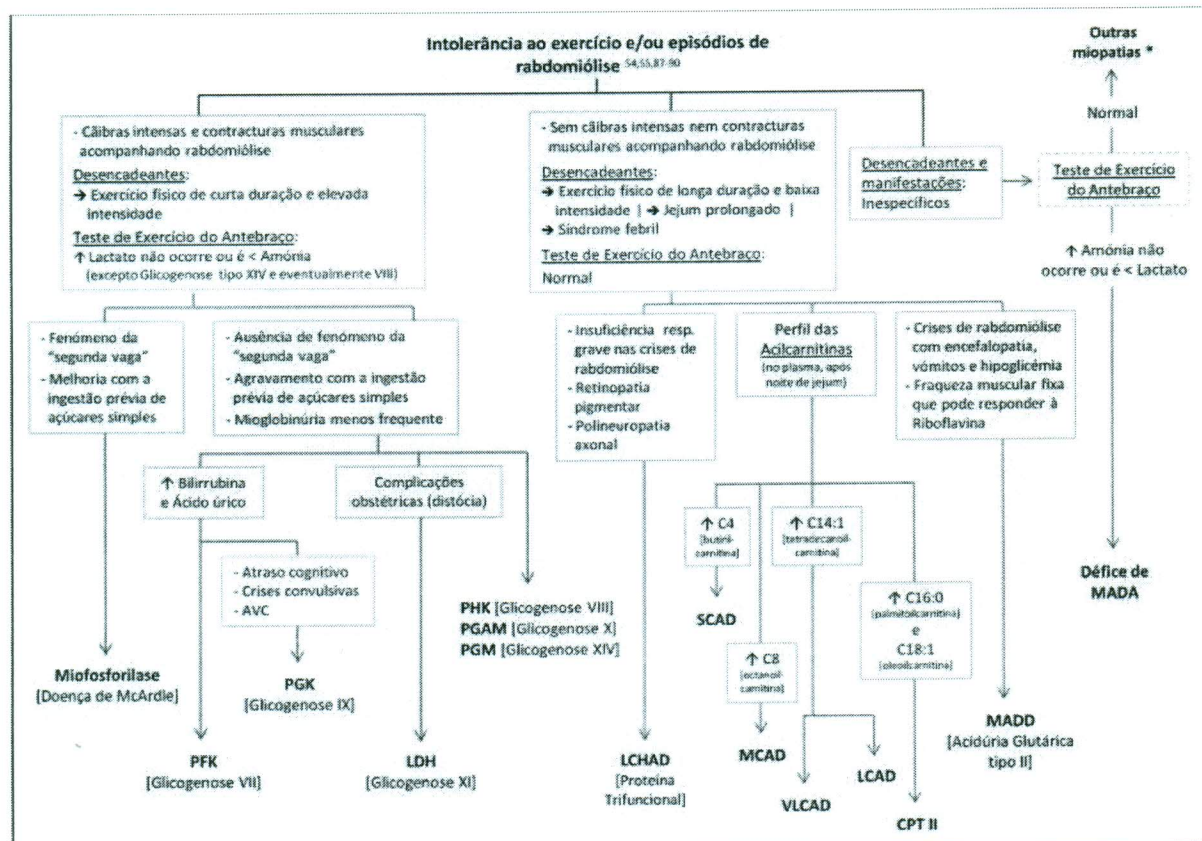 Intolerância ao exercício e/ou episódios de
rabdomiólise 54,55,87-90
Outras
miopatias *
Normal
- Cãibras intensas e contracturas musculares
acompanhando rabdomiólise
Desencadeantes:
➔ Exercício físico de curta duração e elevada
intensidade
Teste de Exercício do Antebraço:
↑ Lactato não ocorre ou é < Amónia
(excepto Glicogenose tipo XIV e eventualmente VIII)
- Sem cãibras intensas nem contracturas
musculares acompanhando rabdomiólise
Desencadeantes:
➔ Exercício físico de longa duração e baixa
intensidade | ➔ Jejum prolongado |
➔ Síndrome febril
Teste de Exercício do Antebraço:
Normal
Desencadeantes e
manifestações:
Inespecíficos
Teste de Exercício
do Antebraço
↑ Amónia não
ocorre ou é < Lactato
- Fenómeno da
"segunda vaga"
- Melhoria com a
ingestão prévia de
açúcares simples
- Ausência de fenómeno da
"segunda vaga"
- Agravamento com a ingestão
prévia de açúcares simples
- Mioglobinúria menos frequente
- Insuficiência resp.
grave nas crises de
rabdomiólise
- Retinopatia
pigmentar
- Polineuropatia
axonal
Perfil das
Acilcarnitinas
(no plasma, após
noite de jejum)
- Crises de rabdomiólise
com encefalopatia,
vómitos e hipoglicémia
- Fraqueza muscular fixa
que pode responder à
Riboflavina
↑ Bilirrubina
e Ácido úrico
Complicações
obstétricas (distócia)
- Atraso cognitivo
- Crises convulsivas
- AVC
↑ C4
[butiril-
carnitina]
↑ C14:1
[tetradecanoil-
carnitina]
↑ C8
[octanoil-
carnitina]
↑ C16:0
[palmitoilcarnitina]
e
C18:1
[oleoilcarnitina]
Défice de
MADA
PHK [Glicogenose VIII]
PGAM [Glicogenose X]
PGM [Glicogenose XIV]
SCAD
Miofosforilase
[Doença de McArdle]
PGK
[Glicogenose IX]
PFK
[Glicogenose VII]
LDH
[Glicogenose XI]
LCHAD
[Proteína
Trifuncional]
MCAD
VLCAD
LCAD
CPT II
MADD
[Acidúria Glutárica
tipo II]